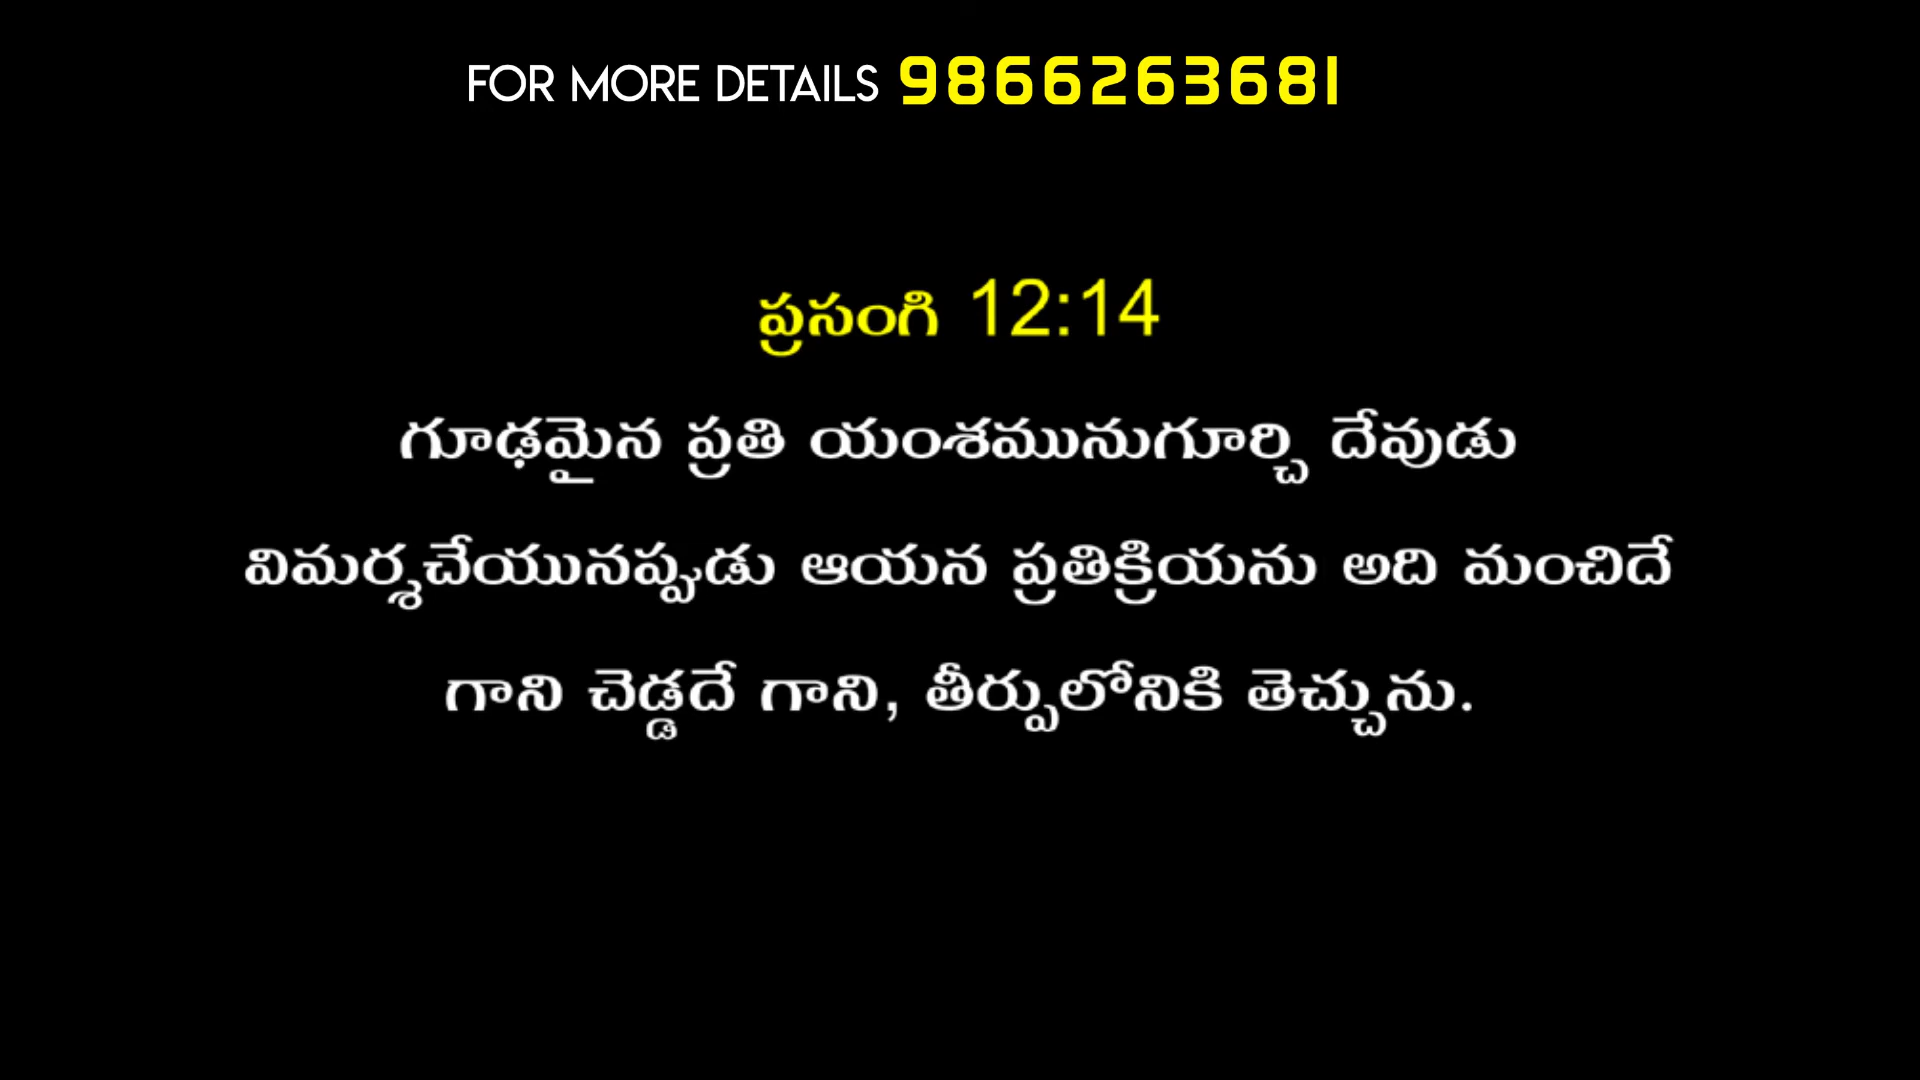 FOR MORE DETAILS 9866263681
ప్రసంగి 12:14
గూఢమైన ప్రతి యంశమునుగూర్చి దేవుడు
విమర్శచేయునప్పుడు ఆయన ప్రతిక్రియను అది మంచిదే
గాని చెడ్డదే గాని, తీర్పులోనికి తెచ్చును.